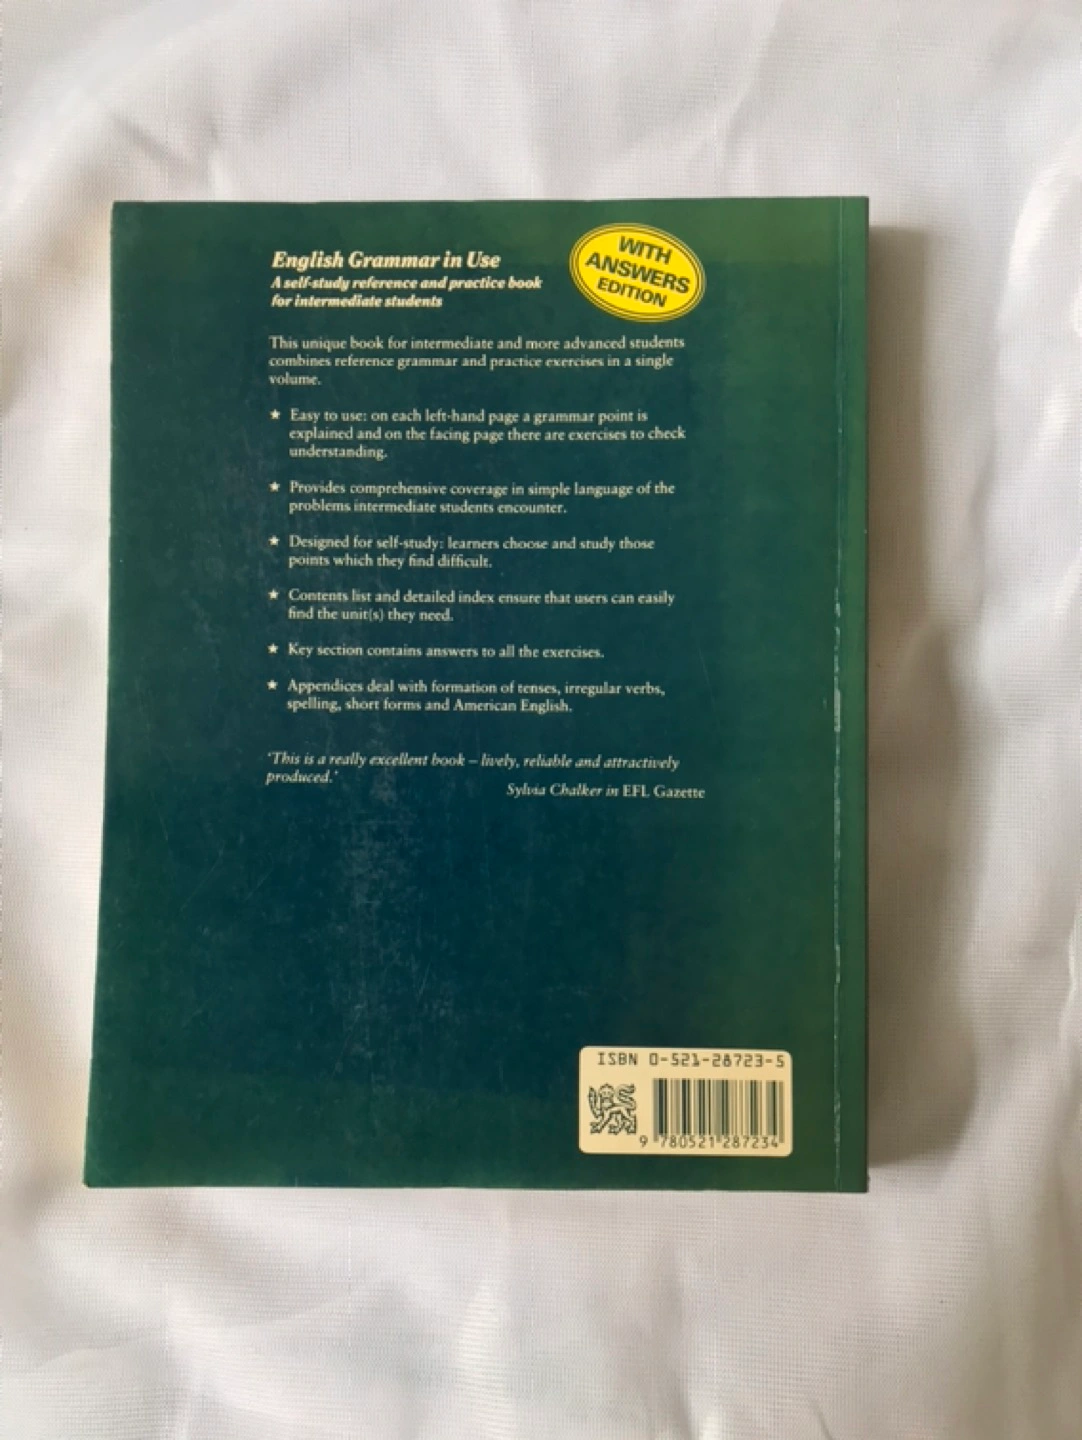 English Grammar in Use
A self-study reference and practice book
for intermediate students
WITH
ANSWERS
EDITION
This unique book for intermediate and more advanced students
combines reference grammar and practice exercises in a single
volume.
★ Easy to use: on each left-hand page a grammar point is
explained and on the facing page there are exercises to check
understanding.
★ Provides comprehensive coverage in simple language of the
problems intermediate students encounter.
★ Designed for self-study: learners choose and study those
points which they find difficult.
★ Contents list and detailed index ensure that users can easily
find the unit(s) they need.
★ Key section contains answers to all the exercises.
★ Appendices deal with formation of tenses, irregular verbs,
spelling, short forms and American English.
'This is a really excellent book – lively, reliable and attractively
produced.'
Sylvia Chalker in EFL Gazette
ISBN 0-521-28723-5
9 780521 287234